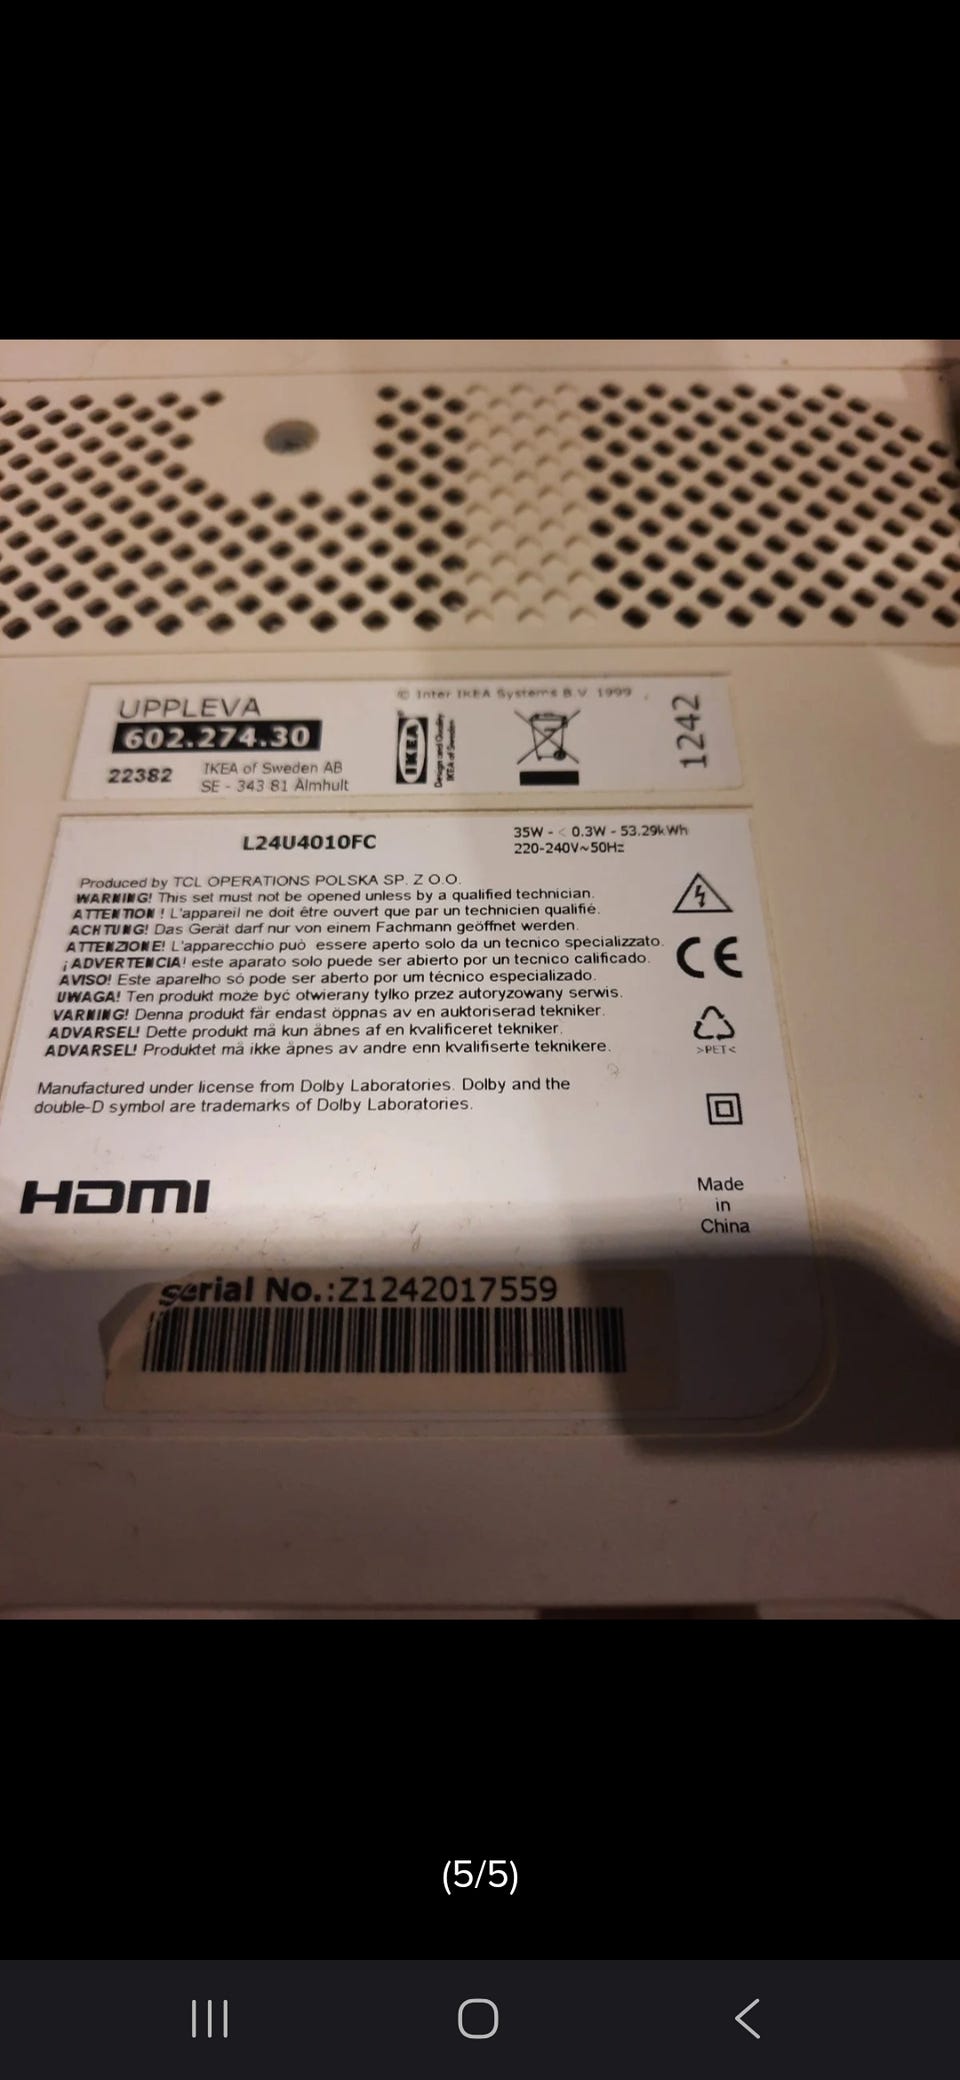 UPPLEVA
602.274.30
22382
IKEA of Sweden AB
SE - 343 81 Älmhult
© Inter IKEA Systems B.V. 1999
IKEA
Design and Quality
IKEA of Sweden
1242
L24U4010FC
35W - < 0.3W - 53.29kWh
220-240V~50Hz
Produced by TCL OPERATIONS POLSKA SP. Z O.O.
WARNING! This set must not be opened unless by a qualified technician.
ATTENTION ! L'appareil ne doit être ouvert que par un technicien qualifié.
ACHTUNG! Das Gerät darf nur von einem Fachmann geöffnet werden.
ATTENZIONE! L'apparecchio può essere aperto solo da un tecnico specializzato.
¡ADVERTENCIA! este aparato solo puede ser abierto por un tecnico calificado.
AVISO! Este aparelho só pode ser aberto por um técnico especializado.
UWAGA! Ten produkt może być otwierany tylko przez autoryzowany serwis.
VARNING! Denna produkt får endast öppnas av en auktoriserad tekniker.
ADVARSEL! Dette produkt må kun åbnes af en kvalificeret tekniker.
ADVARSEL! Produktet må ikke åpnes av andre enn kvalifiserte teknikere.
CE
>PET<
Manufactured under license from Dolby Laboratories. Dolby and the
double-D symbol are trademarks of Dolby Laboratories.
HDMI
Made
in
China
serial No.:Z1242017559
(5/5)